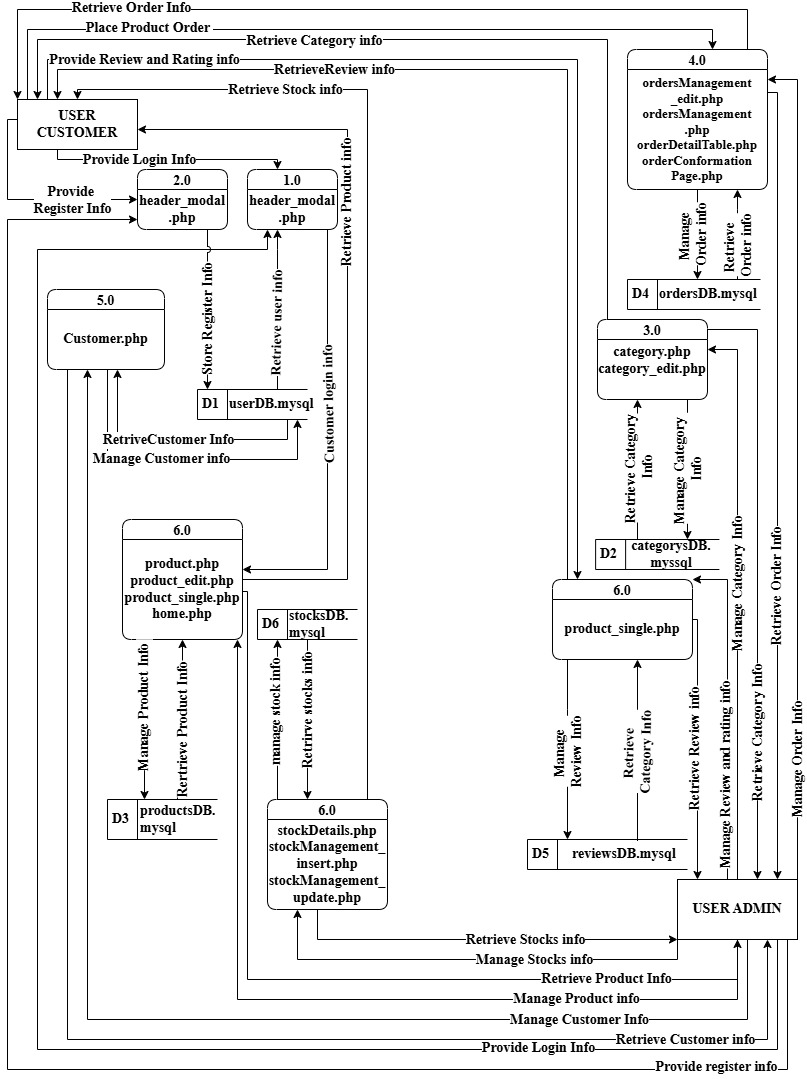 Retrieve Order Info
Place Product Order
Retrieve Category info
Provide Review and Rating info
RetrieveReview info
Retrieve Stock info
USER
CUSTOMER
Provide Login Info
Provide
Register Info
2.0
header_modal
.php
1.0
header_modal
.php
Retrieve Product info
4.0
ordersManagement
_edit.php
ordersManagement
.php
orderDetailTable.php
orderConformation
Page.php
Manage
Order info
Retrieve
Order info
D4
ordersDB.mysql
5.0
Customer.php
Store Register Info
Retrieve user info
Customer login info
D1
userDB.mysql
RetriveCustomer Info
Manage Customer info
3.0
category.php
category_edit.php
Retrieve Category
Info
Manage Category
Info
D2
categorysDB.
myssql
Manage Category Info
Retrieve Order Info
6.0
product.php
product_edit.php
product_single.php
home.php
Manage Product Info
Rertrieve Product Info
D3
productsDB.
mysql
D6
stocksDB.
mysql
manage stock info
Retrirvve stocks info
6.0
stockDetails.php
stockManagement_
insert.php
stockManagement_
update.php
6.0
product_single.php
Manage
Review Info
Retrieve
Category Info
D5
reviewsDB.mysql
Retrieve Review info
Manage Review and rating info
Retrieve Category Info
Manage Order Info
USER ADMIN
Retrieve Stocks info
Manage Stocks info
Retrieve Product Info
Manage Product info
Manage Customer Info
Retrieve Customer info
Provide Login Info
Provide register info